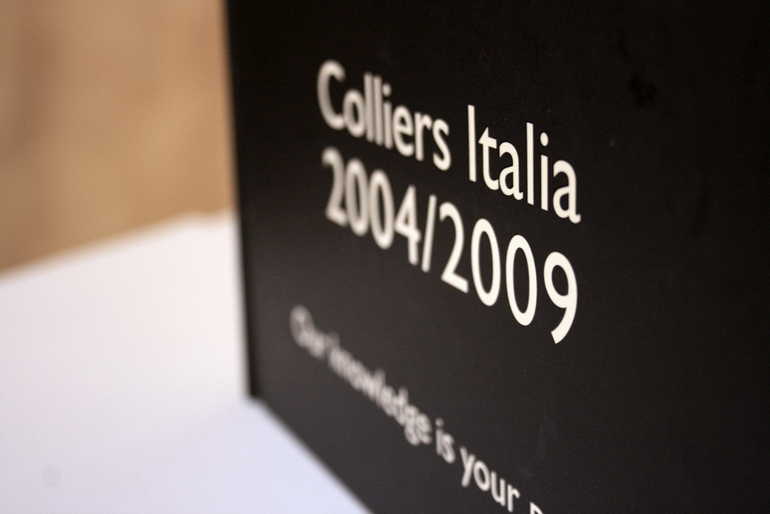 Colliers Italia
2004/2009
Our knowledge is your